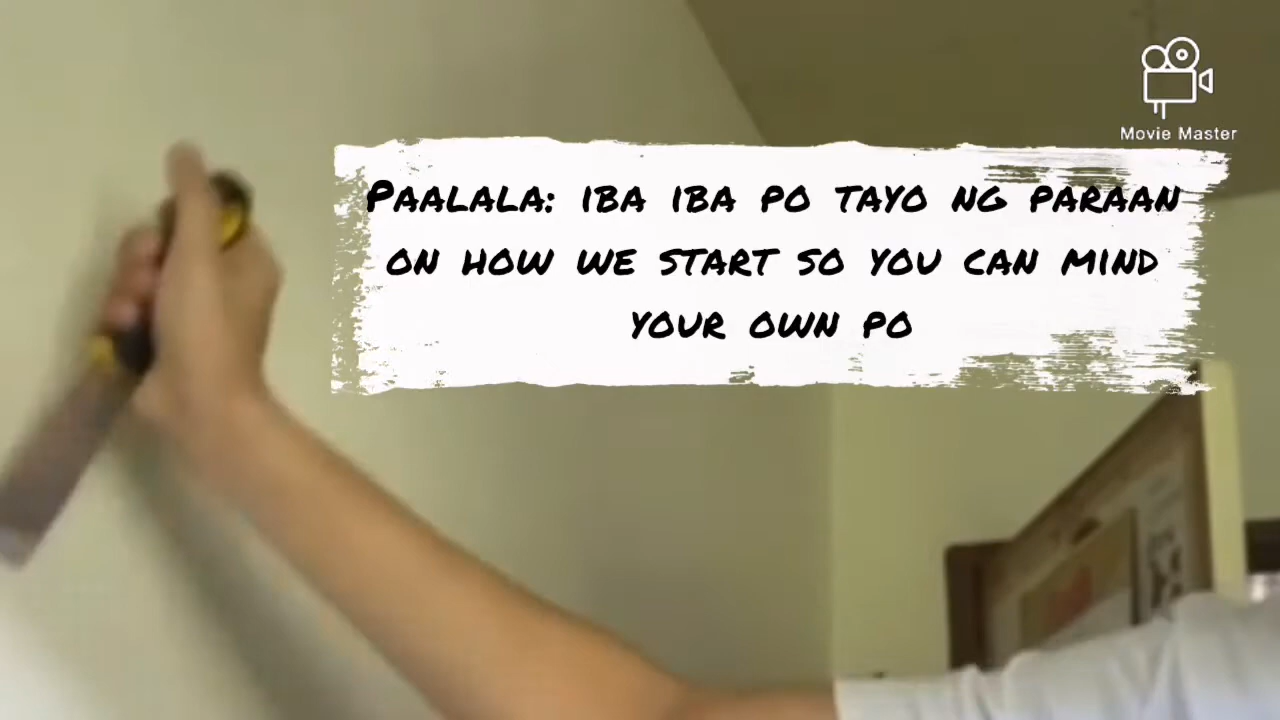 Movie Master
PAALALA: IBA IBA PO TAYO NG PARAAN
ON HOW WE START SO YOU CAN MIND
YOUR OWN PO